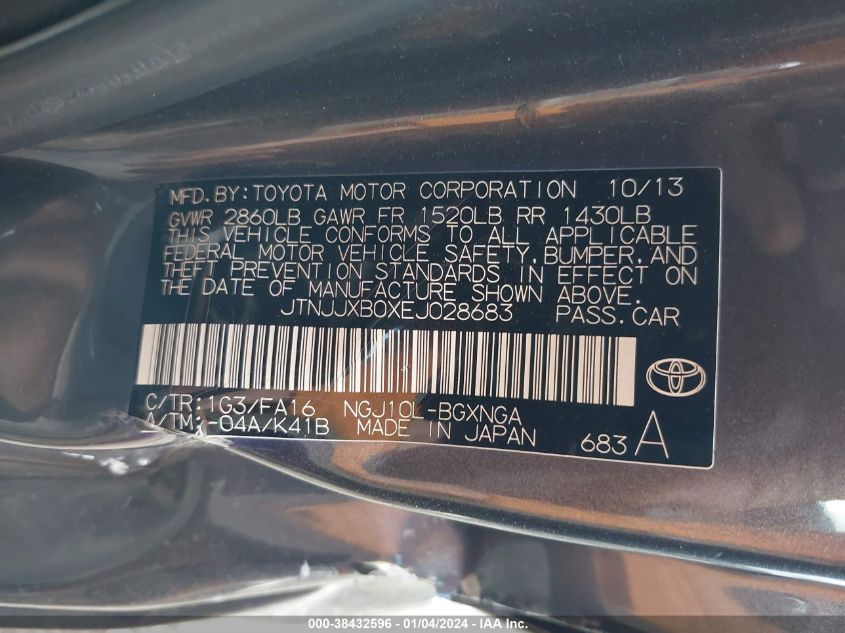 MFD.BY:TOYOTA MOTOR CORPORATION 10/13
GVWR 2860LB GAWR FR 1520LB RR 1430LB
THIS VEHICLE CONFORMS TO ALL APPLICABLE
FEDERAL MOTOR VEHICLE SAFETY,BUMPER,AND
THEFT PREVENTION STANDARDS IN EFFECT ON
THE DATE OF MANUFACTURE SHOWN ABOVE.
JTNJJXB0XEJ028683 PASS.CAR
C/TR:1G3/FA16 NGJ10L-BGXNGA
A/TM:-04A/K41B MADE IN JAPAN
683 A
000-38432596 - 01/04/2024 - IAA Inc.